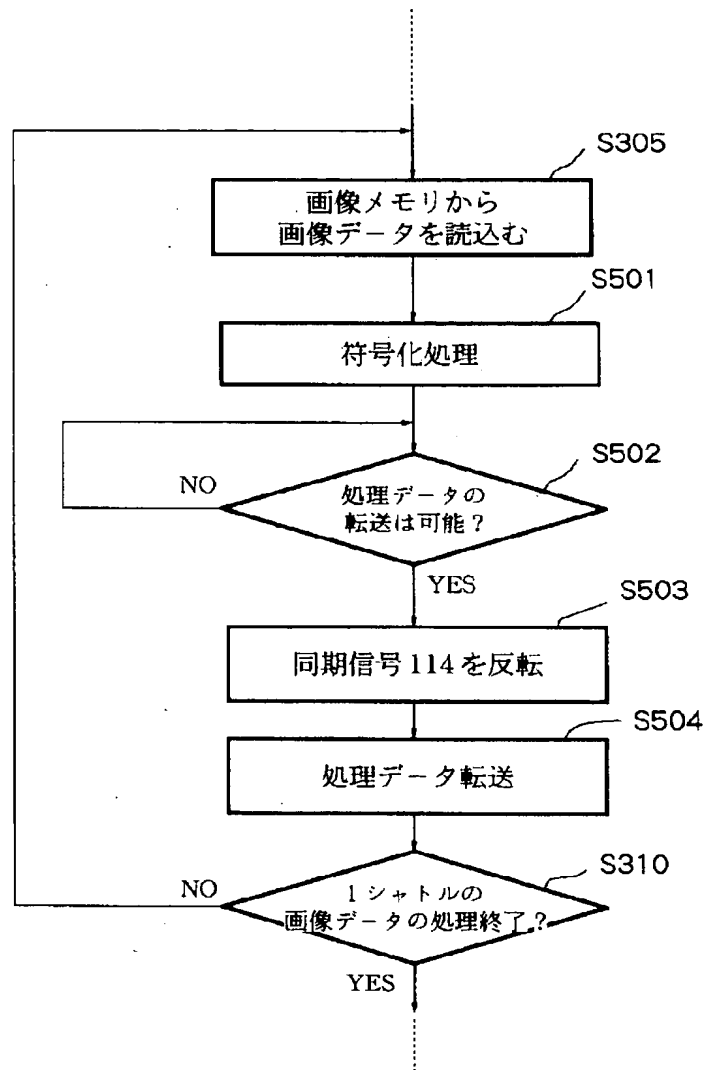 S305
画像メモリから
画像データを読込む
S501
符号化処理
S502
NO
処理データの
転送は可能？
YES
S503
同期信号114を反転
S504
処理データ転送
S310
NO
1シャトルの
画像データの処理終了？
YES